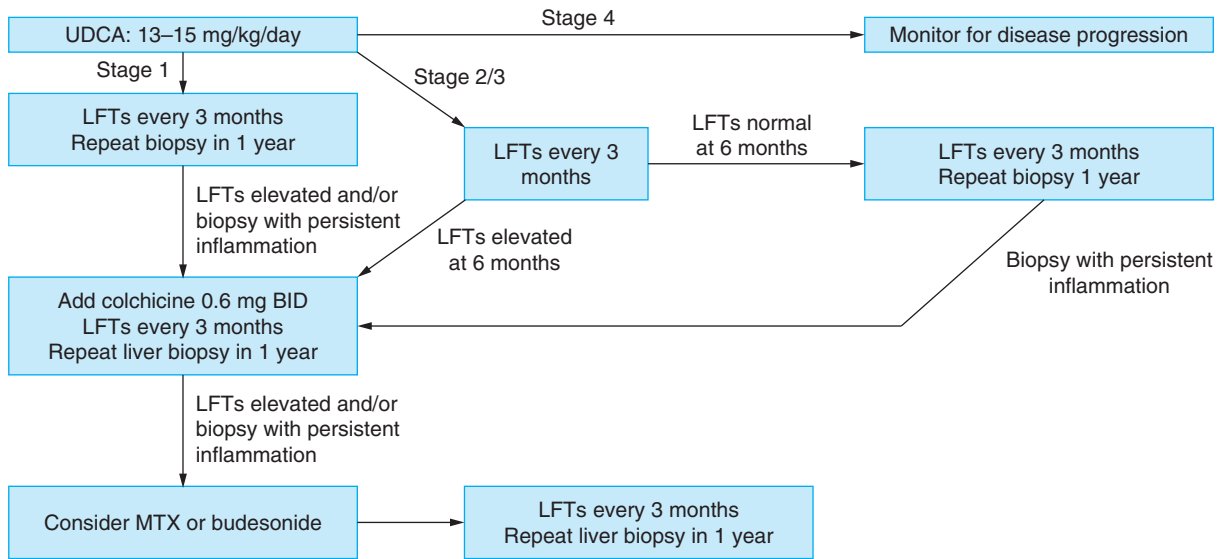 UDCA: 13–15 mg/kg/day
Stage 4
Monitor for disease progression
Stage 1
Stage 2/3
LFTs every 3 months
Repeat biopsy in 1 year
LFTs every 3
months
LFTs normal
at 6 months
LFTs every 3 months
Repeat biopsy 1 year
LFTs elevated and/or
biopsy with persistent
inflammation
LFTs elevated
at 6 months
Biopsy with persistent
inflammation
Add colchicine 0.6 mg BID
LFTs every 3 months
Repeat liver biopsy in 1 year
LFTs elevated and/or
biopsy with persistent
inflammation
Consider MTX or budesonide
LFTs every 3 months
Repeat liver biopsy in 1 year